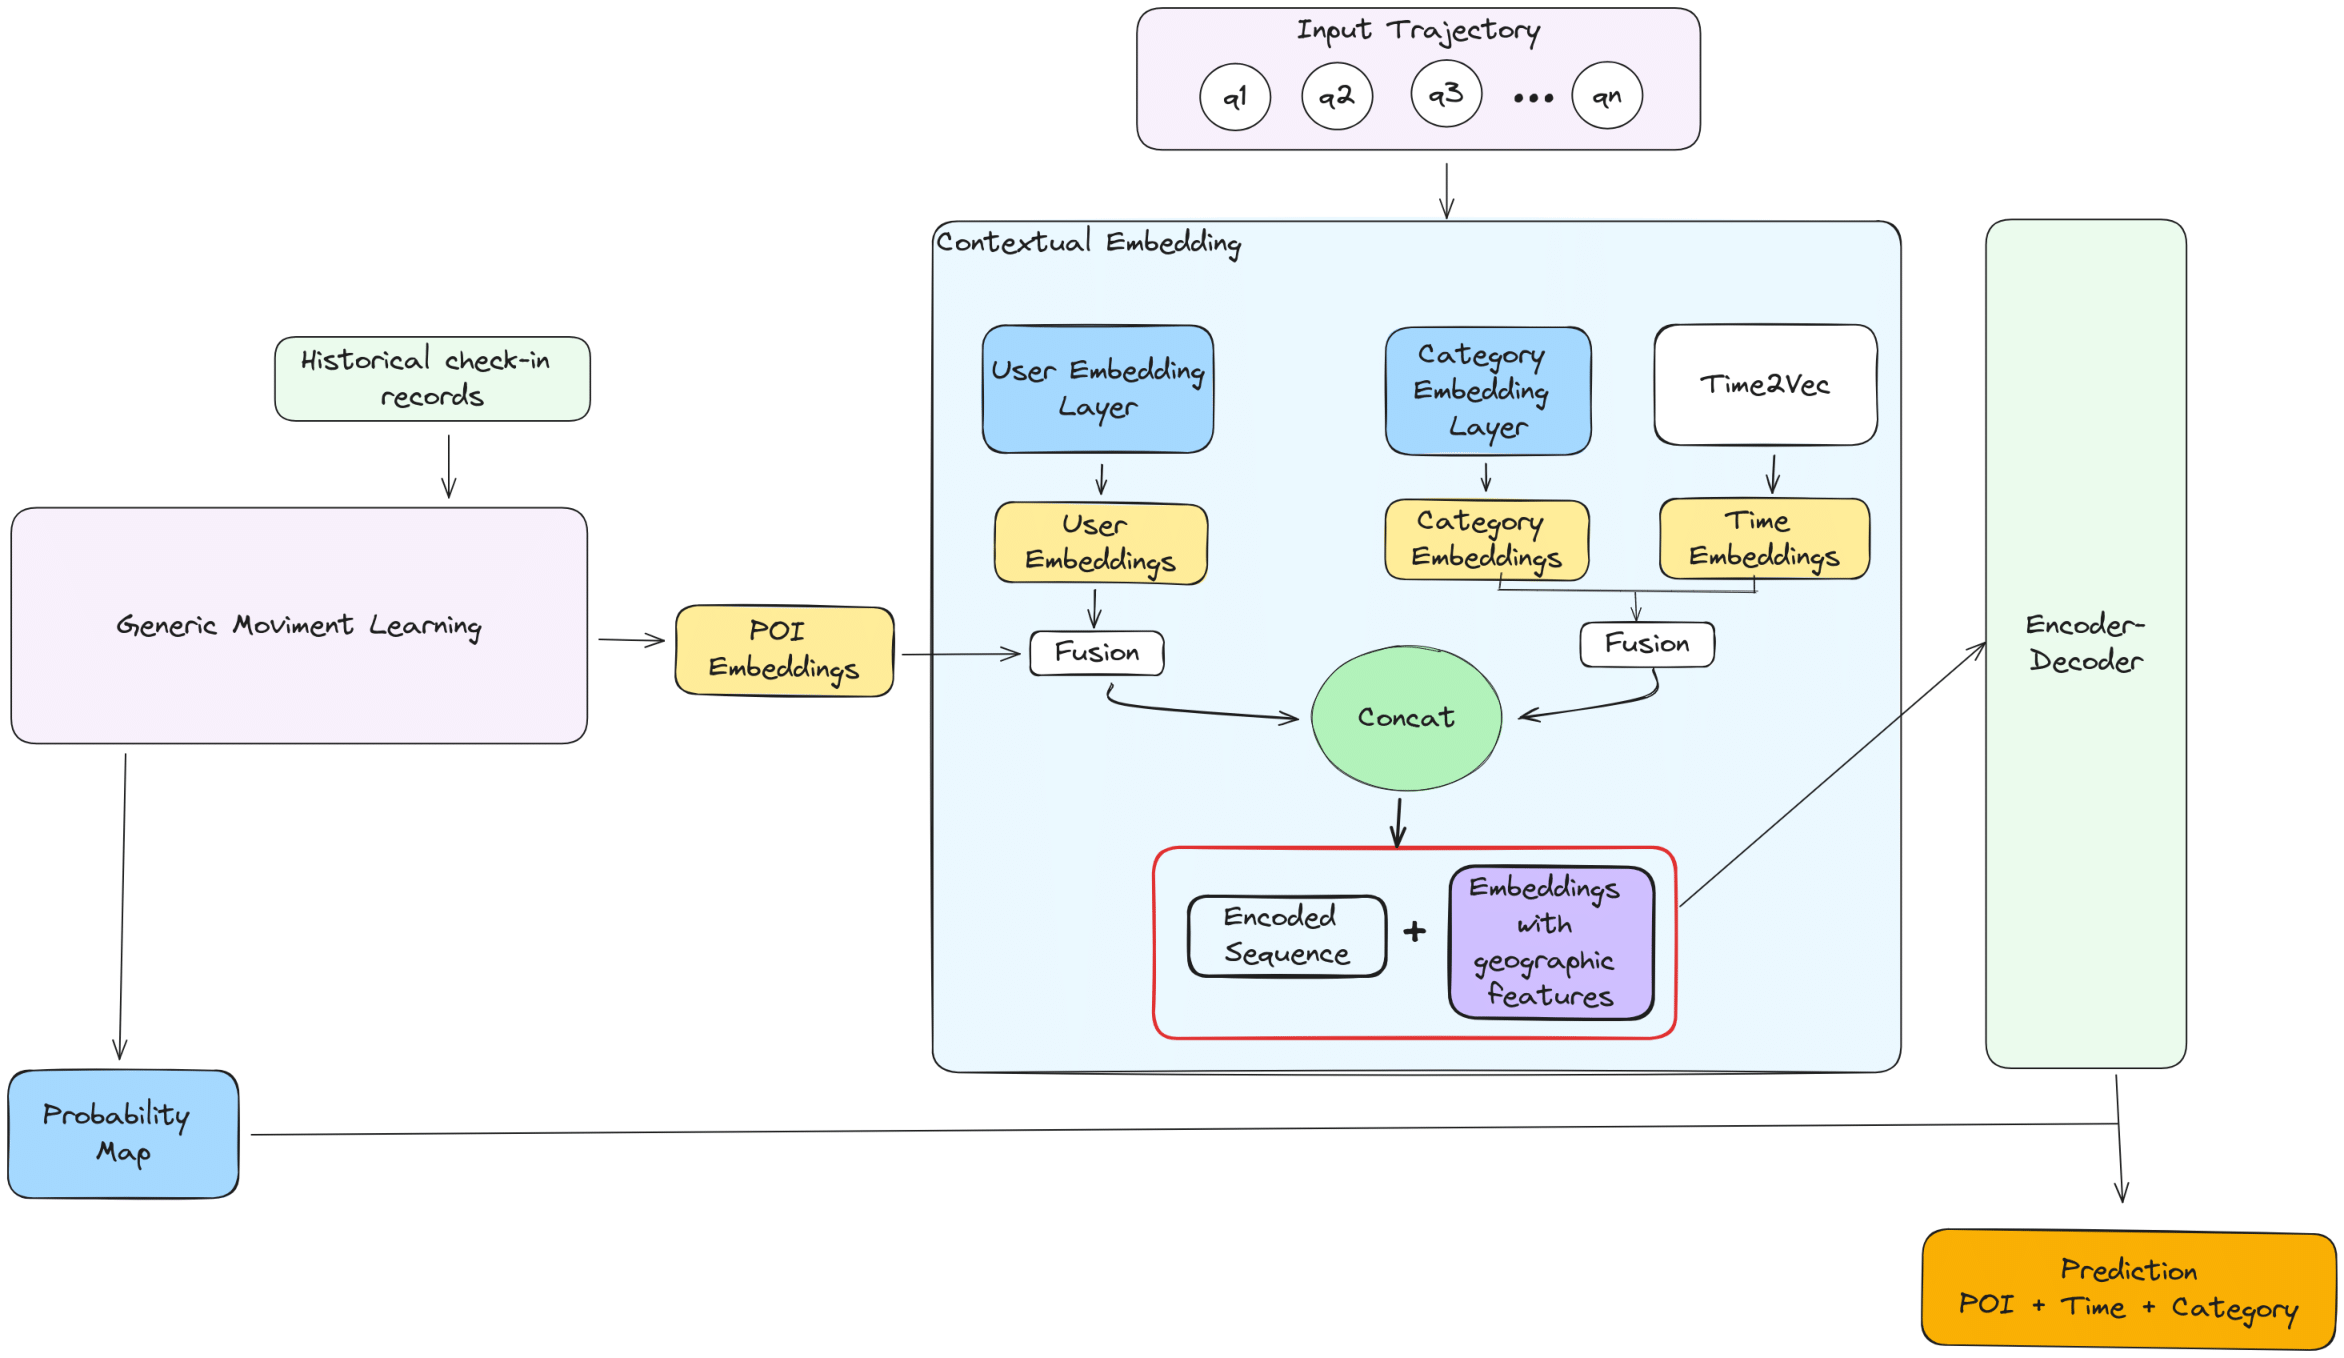 Input Trajectory
q1 q2 q3 ... qn
Contextual Embedding
Historical check-in
records
User Embedding
Layer
Category
Embedding
Layer
Time2Vec
User
Embeddings
Category
Embeddings
Time
Embeddings
Generic Moviment Learning
POI
Embeddings
Fusion
Fusion
Concat
Encoder-
Decoder
Encoded
Sequence
+
Embeddings
with
geographic
features
Probability
Map
Prediction
POI + Time + Category